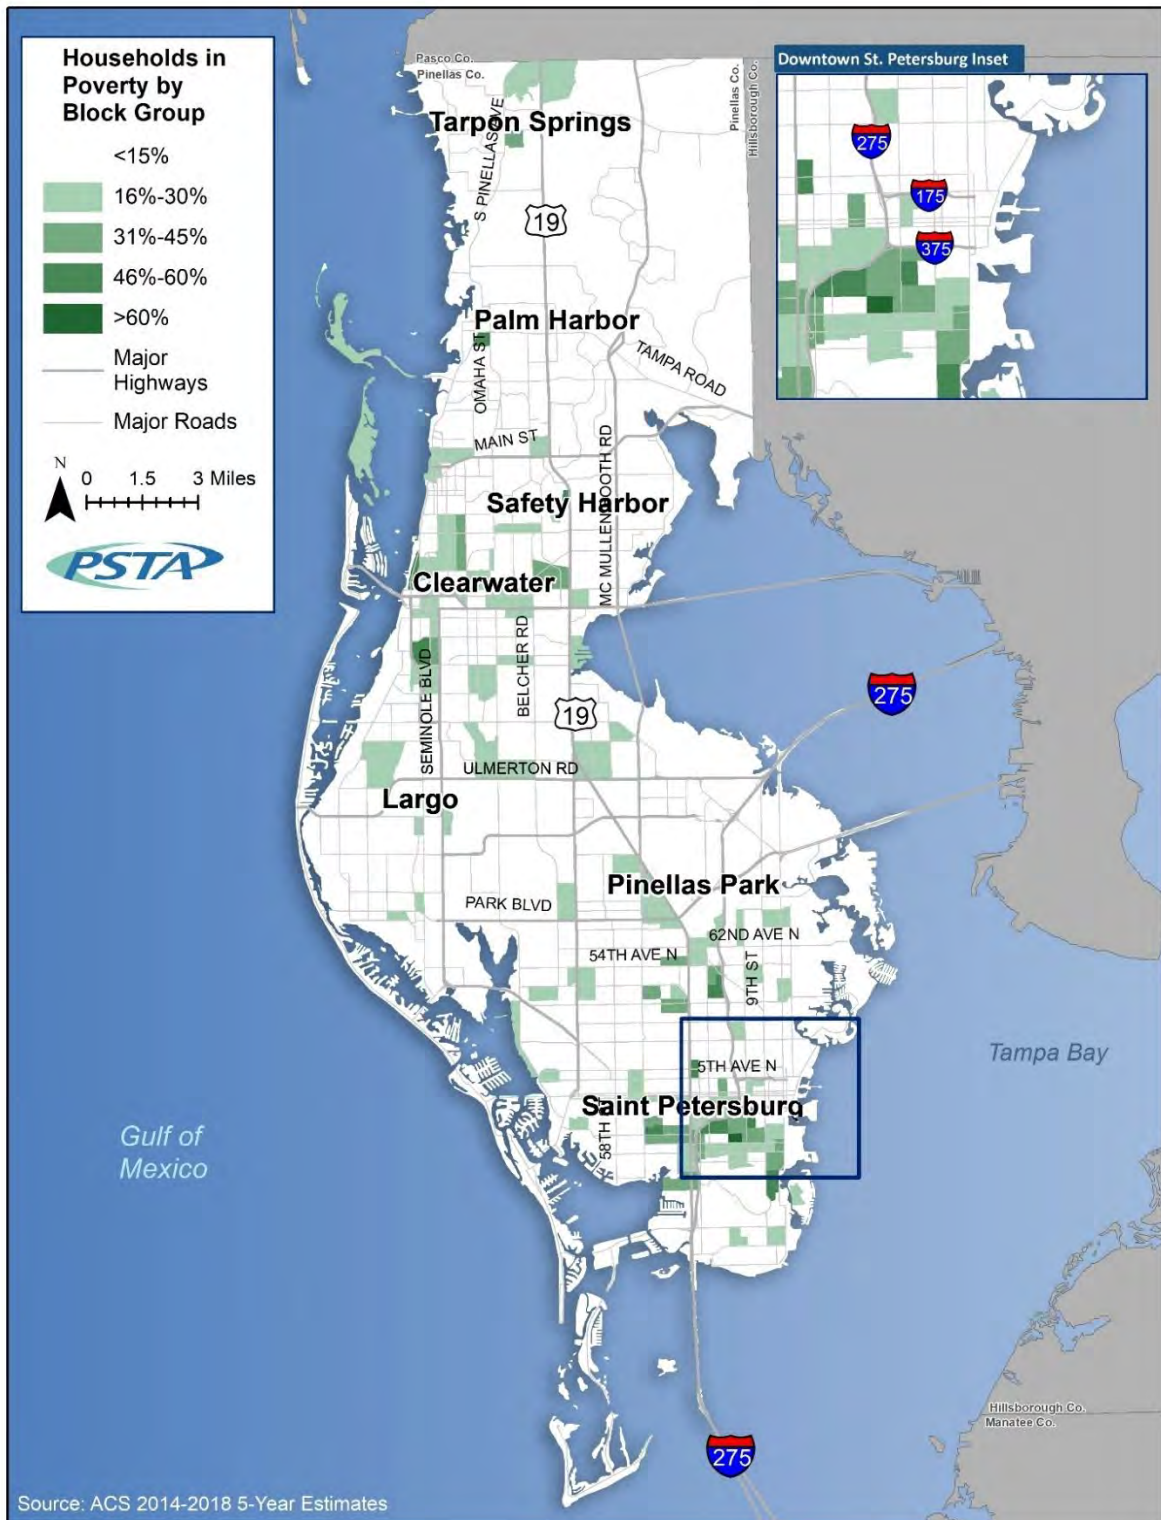 Households in
Poverty by
Block Group
<15%
16%-30%
31%-45%
46%-60%
>60%
Major
Highways
Major Roads
N
0 1.5 3 Miles
PSTA
Downtown St. Petersburg Inset
275
175
375
Pasco Co.
Pinellas Co.
Pinellas Co.
Hillsborough Co.
Tarpon Springs
S PINELLAS AVE
19
Palm Harbor
OMAHA ST
TAMPA ROAD
MAIN ST
Safety Harbor
MC MULLEN BOOTH RD
Clearwater
BELCHER RD
SEMINOLE BLVD
275
19
ULMERTON RD
Largo
Pinellas Park
PARK BLVD
62ND AVE N
54TH AVE N
9TH ST
5TH AVE N
Tampa Bay
Saint Petersburg
58TH ST
Gulf of
Mexico
Hillsborough Co.
Manatee Co.
275
Source: ACS 2014-2018 5-Year Estimates